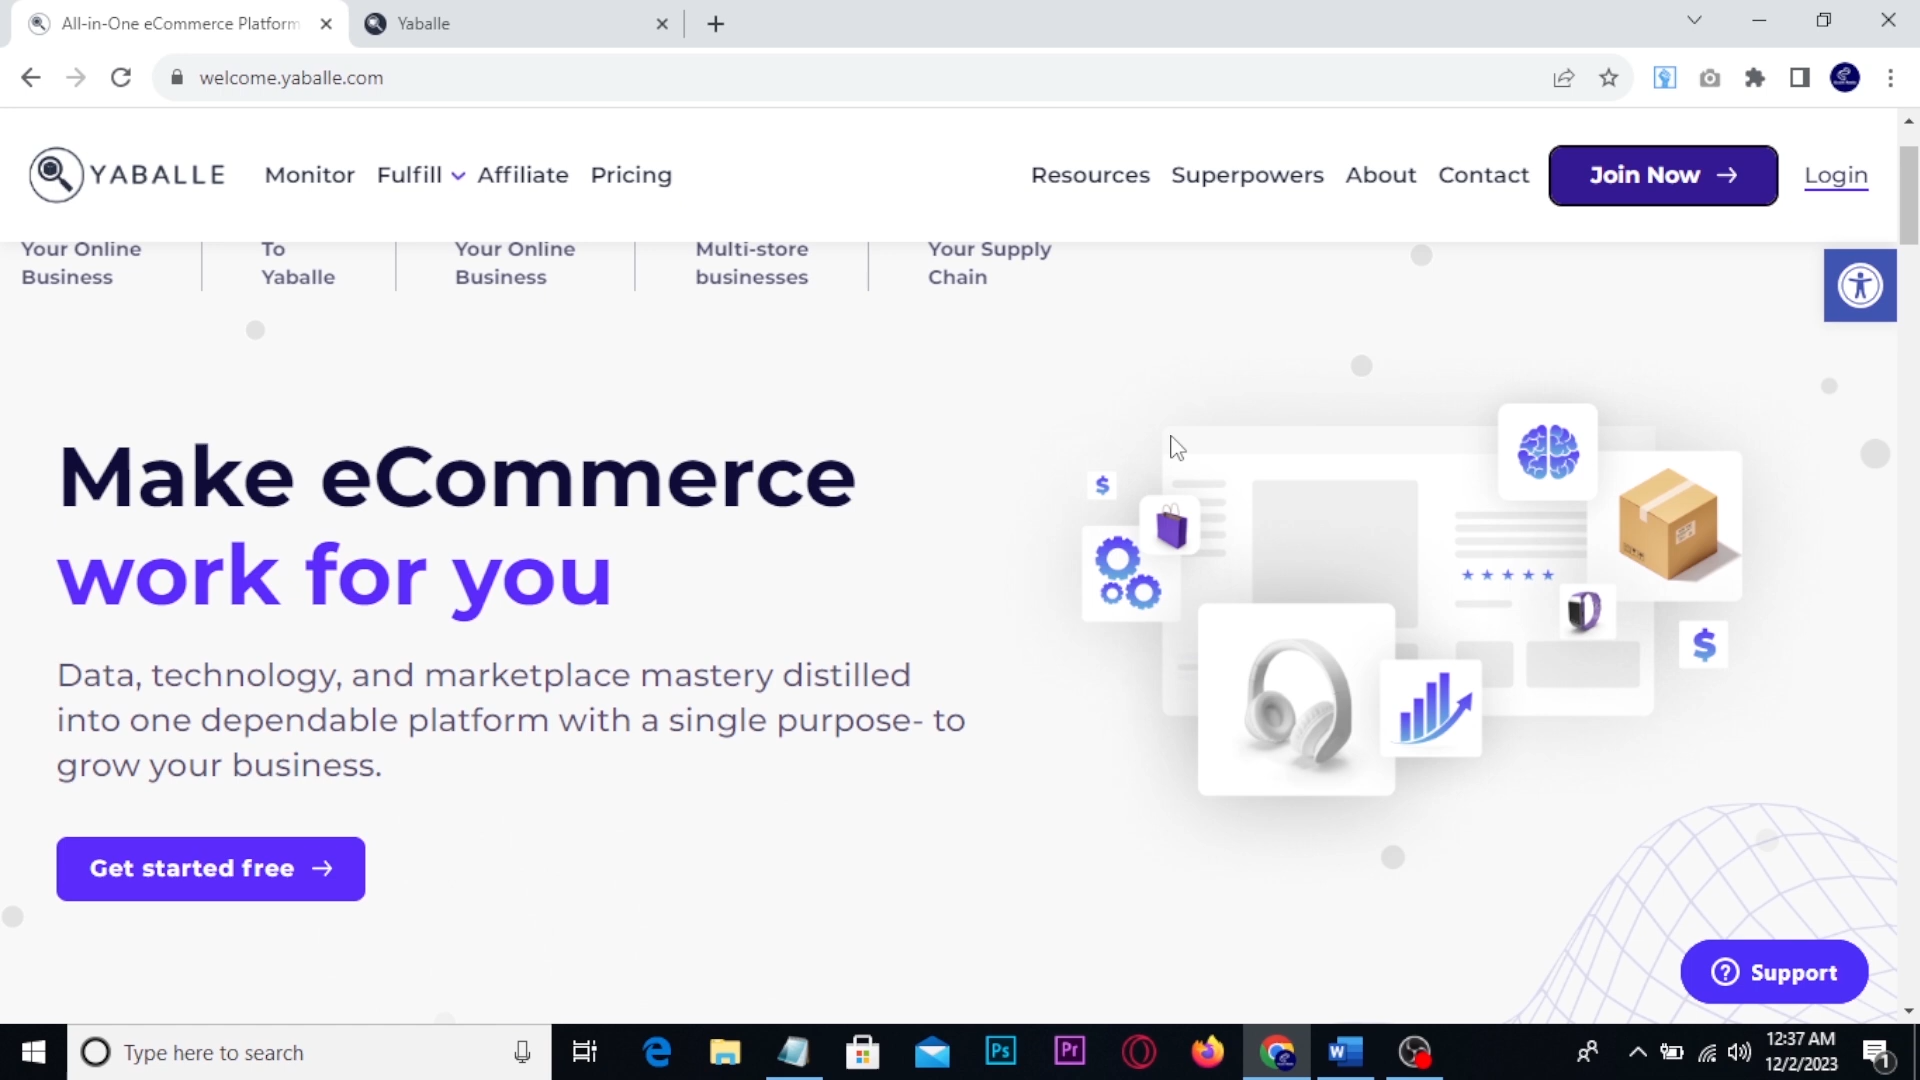 All-in-One eCommerce Platform
Yaballe
welcome.yaballe.com
YABALLE
Monitor
Fulfill
Affiliate
Pricing
Resources
Superpowers
About
Contact
Join Now →
Login
Your Online
Business
To
Yaballe
Your Online
Business
Multi-store
businesses
Your Supply
Chain
Make eCommerce
work for you
Data, technology, and marketplace mastery distilled
into one dependable platform with a single purpose- to
grow your business.
Get started free →
$
$
? Support
Type here to search
Ps
Pr
W
12:37 AM
12/2/2023
1